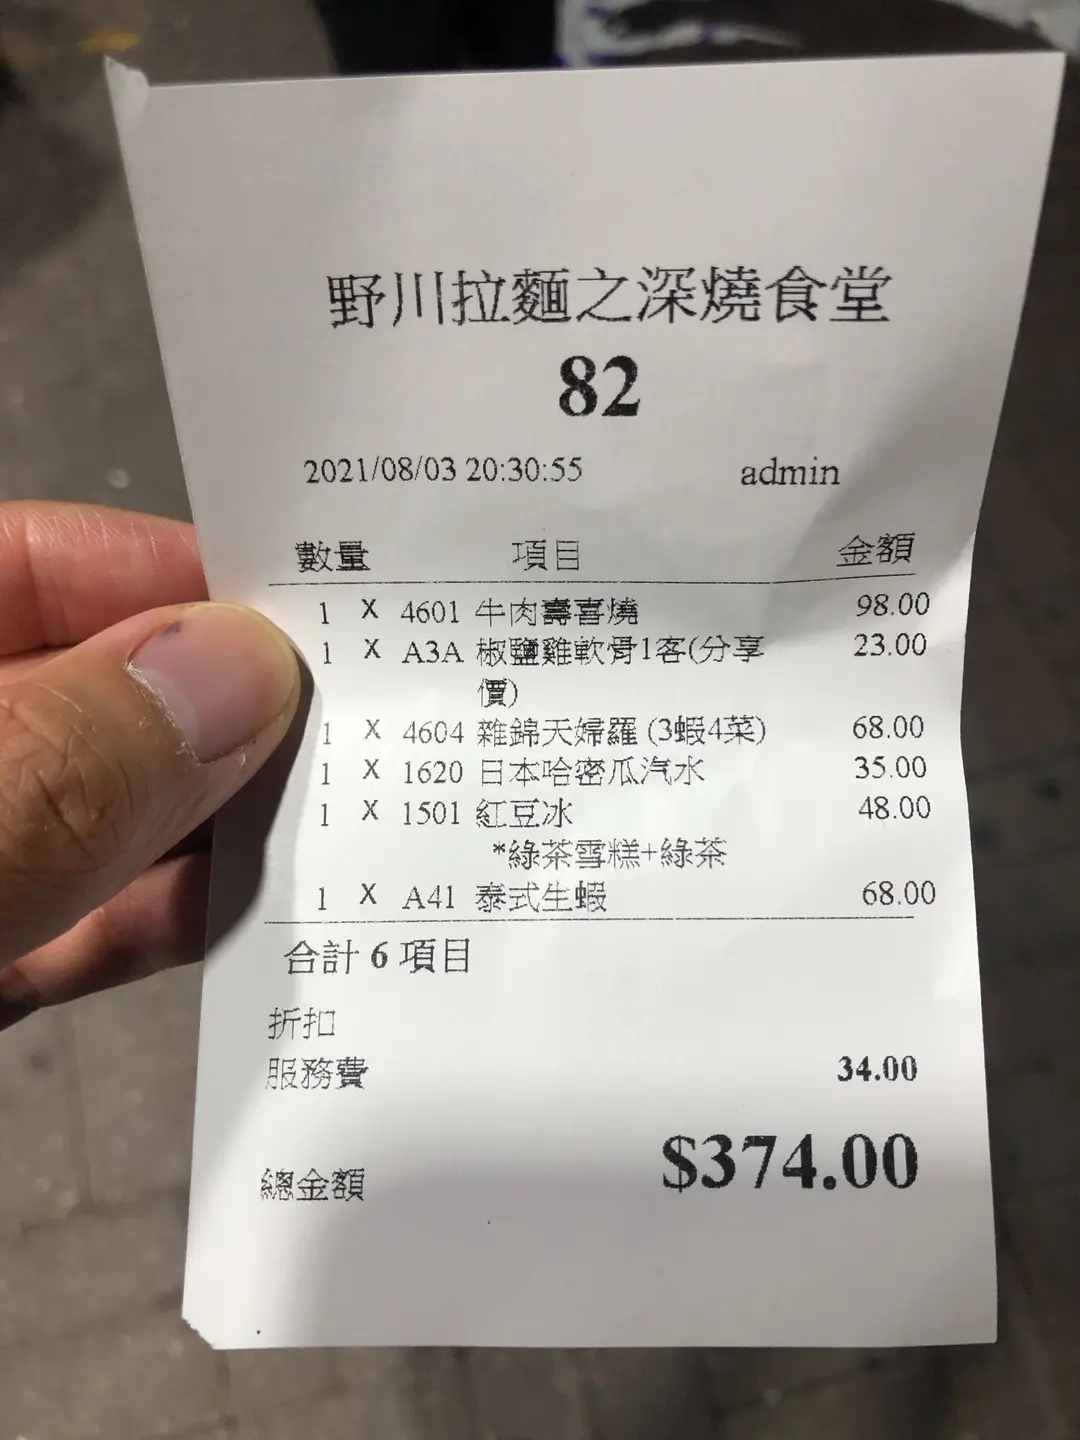 野川拉麵之深燒食堂
82
2021/08/03 20:30:55 admin
數量 項目 金額
1 X 4601 牛肉壽喜燒 98.00
1 X A3A 椒鹽雞軟骨1客(分享 23.00
價)
1 X 4604 雜錦天婦羅 (3蝦4菜) 68.00
1 X 1620 日本哈密瓜汽水 35.00
1 X 1501 紅豆冰 48.00
*綠茶雪糕+綠茶
1 X A41 泰式生蝦 68.00
合計 6 項目
折扣
服務費 34.00
總金額 $374.00